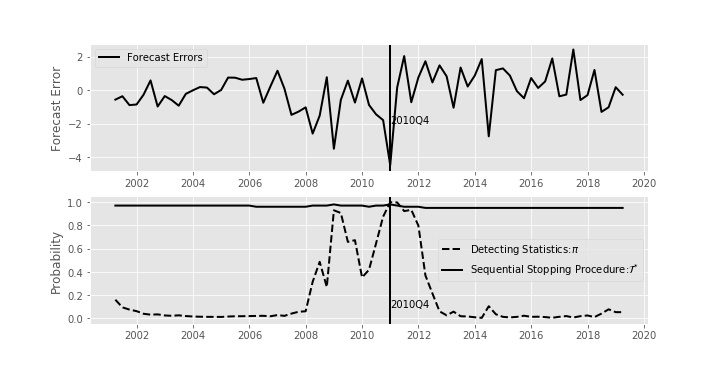 Forecast Error
2
0
−2
−4
Forecast Errors
2010Q4
2002 2004 2006 2008 2010 2012 2014 2016 2018 2020
Probability
1.0
0.8
0.6
0.4
0.2
0.0
Detecting Statistics:π
Sequential Stopping Procedure:𝒯*
2010Q4
2002 2004 2006 2008 2010 2012 2014 2016 2018 2020